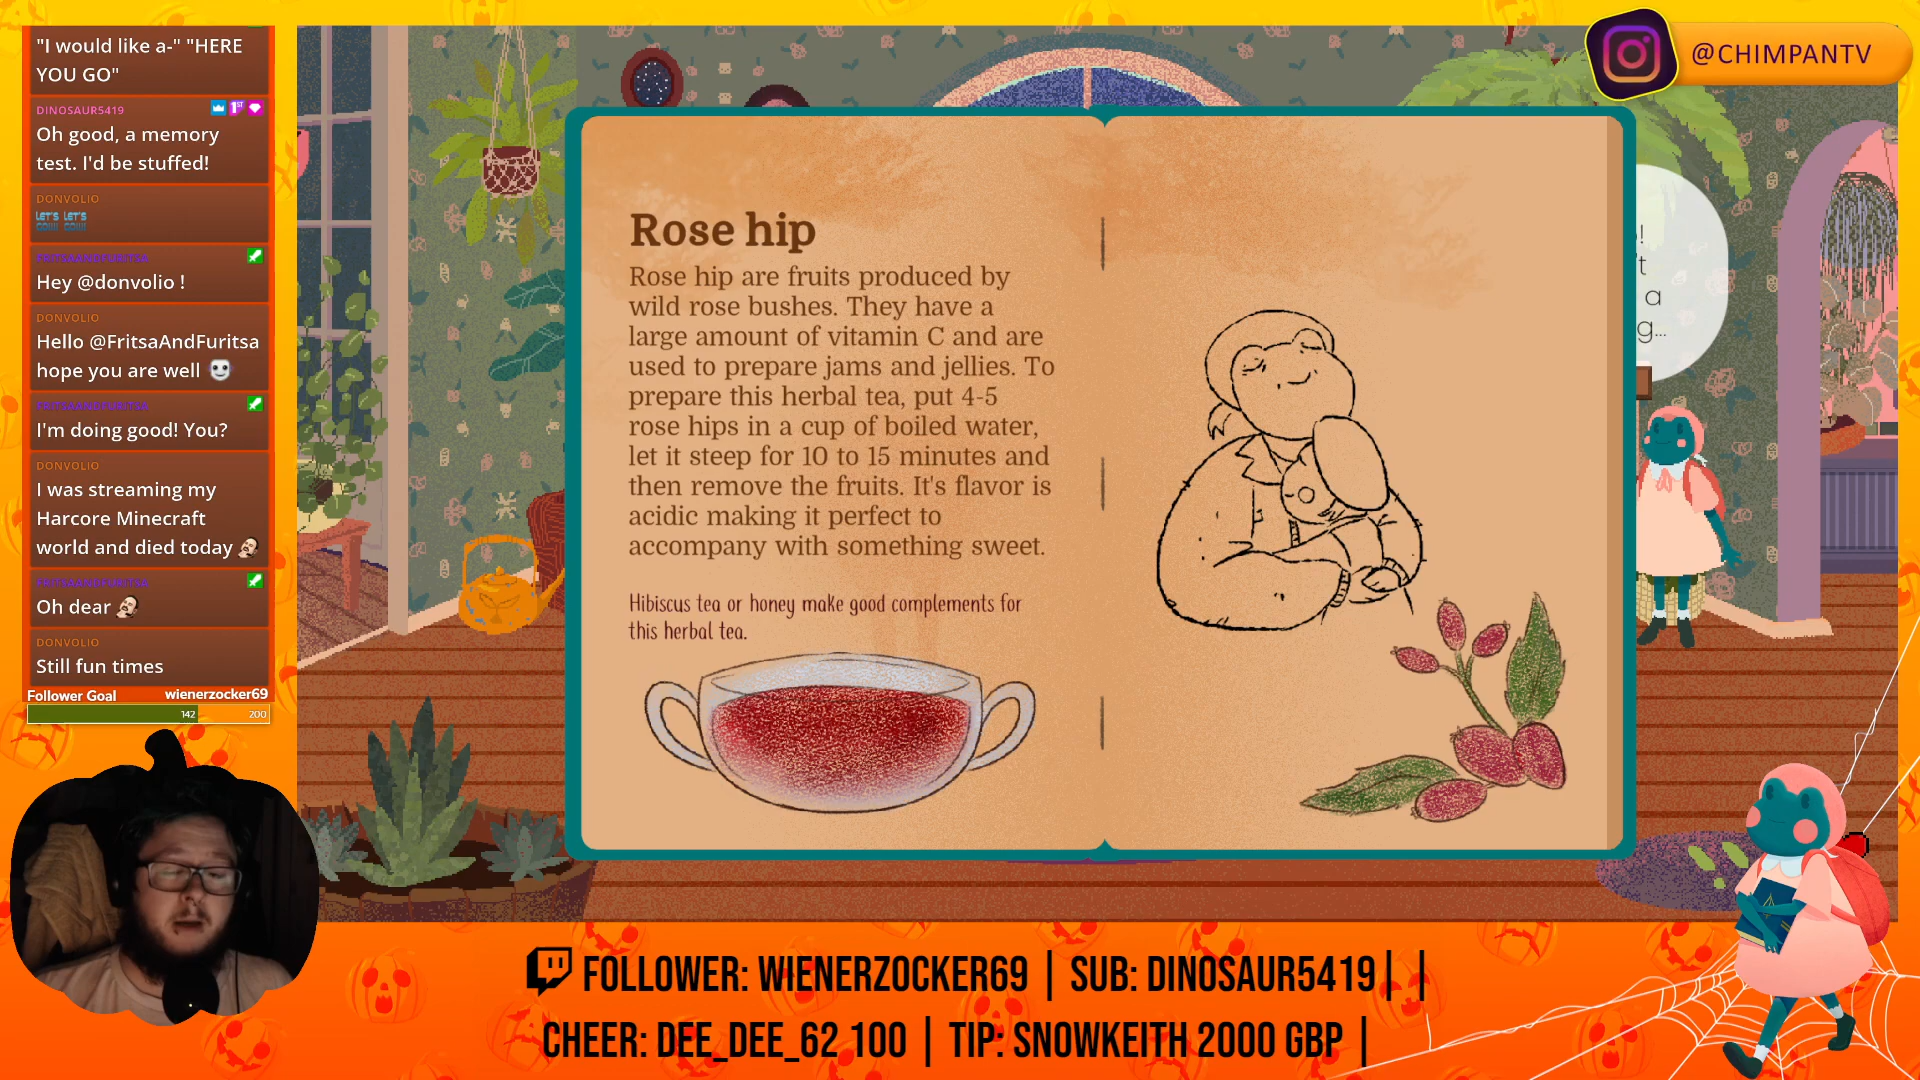 "I would like a-" "HERE
YOU GO"
DINOSAUR5419
Oh good, a memory
test. I'd be stuffed!
DONVOLIO
LET'S LET'S
GO!!! GO!!!
FRITSAANDFURITSA
Hey @donvolio !
DONVOLIO
Hello @FritsaAndFuritsa
hope you are well
FRITSAANDFURITSA
I'm doing good! You?
DONVOLIO
I was streaming my
Harcore Minecraft
world and died today
FRITSAANDFURITSA
Oh dear
DONVOLIO
Still fun times
Follower Goal wienerzocker69
142 200
@CHIMPANTV
Rose hip
Rose hip are fruits produced by
wild rose bushes. They have a
large amount of vitamin C and are
used to prepare jams and jellies. To
prepare this herbal tea, put 4-5
rose hips in a cup of boiled water,
let it steep for 10 to 15 minutes and
then remove the fruits. It's flavor is
acidic making it perfect to
accompany with something sweet.
Hibiscus tea or honey make good complements for
this herbal tea.
a
g...
FOLLOWER: WIENERZOCKER69 | SUB: DINOSAUR5419 | |
CHEER: DEE_DEE_62 100 | TIP: SNOWKEITH 2000 GBP |